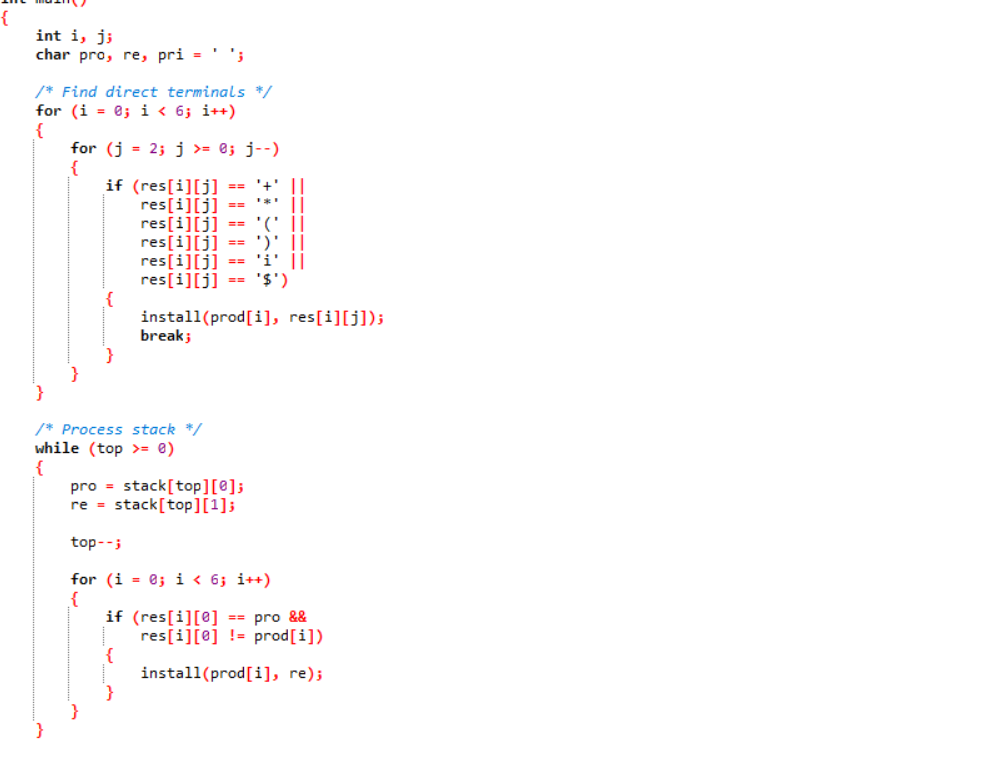 int main()
{
int i, j;
char pro, re, pri = ' ';
/* Find direct terminals */
for (i = 0; i < 6; i++)
{
for (j = 2; j >= 0; j--)
{
if (res[i][j] == '+' ||
res[i][j] == '*' ||
res[i][j] == '(' ||
res[i][j] == ')' ||
res[i][j] == 'i' ||
res[i][j] == '$')
{
install(prod[i], res[i][j]);
break;
}
}
}
/* Process stack */
while (top >= 0)
{
pro = stack[top][0];
re = stack[top][1];
top--;
for (i = 0; i < 6; i++)
{
if (res[i][0] == pro &&
res[i][0] != prod[i])
{
install(prod[i], re);
}
}
}